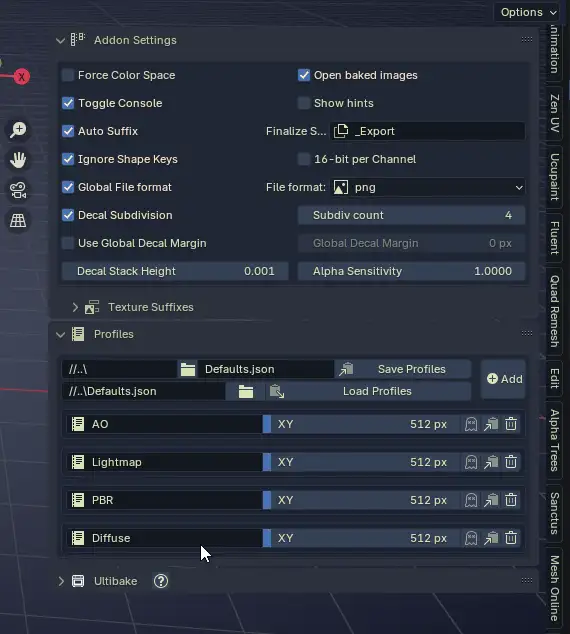 Options
Addon Settings
Force Color Space
Open baked images
Toggle Console
Show hints
Auto Suffix
Finalize S...
_Export
Ignore Shape Keys
16-bit per Channel
Global File format
File format:
png
Decal Subdivision
Subdiv count
4
Use Global Decal Margin
Global Decal Margin
0 px
Decal Stack Height
0.001
Alpha Sensitivity
1.0000
Texture Suffixes
Profiles
//..\
Defaults.json
Save Profiles
Add
//..\Defaults.json
Load Profiles
AO
XY
512 px
Lightmap
XY
512 px
PBR
XY
512 px
Diffuse
XY
512 px
Ultibake
?
X
nimation
Zen UV
Ucupaint
Fluent
Quad Remesh
Edit
Alpha Trees
Sanctus
Mesh Online